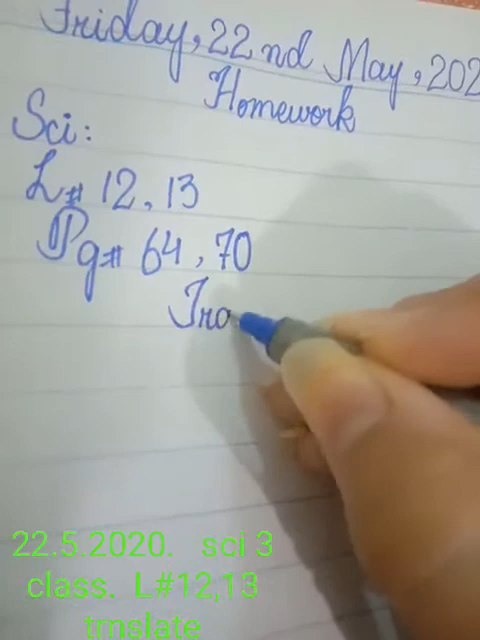 Friday, 22nd May, 202
Homework
Sci:
L# 12, 13
Pg# 64, 70
Tra
22.5.2020. sci 3
class. L#12,13
trnslate